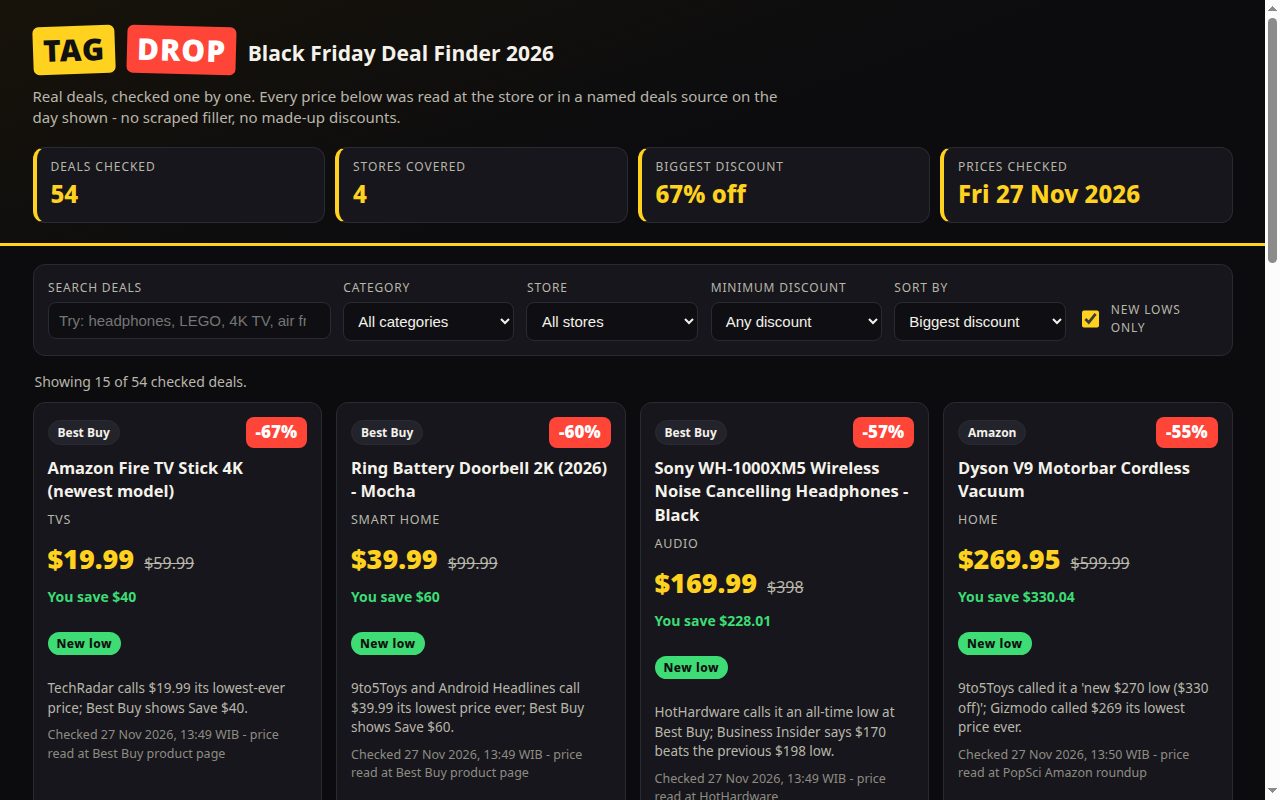 TAG DROP Black Friday Deal Finder 2026
Real deals, checked one by one. Every price below was read at the store or in a named deals source on the
day shown - no scraped filler, no made-up discounts.
DEALS CHECKED
54
STORES COVERED
4
BIGGEST DISCOUNT
67% off
PRICES CHECKED
Fri 27 Nov 2026
SEARCH DEALS
Try: headphones, LEGO, 4K TV, air fr
CATEGORY
All categories
STORE
All stores
MINIMUM DISCOUNT
Any discount
SORT BY
Biggest discount
NEW LOWS
ONLY
Showing 15 of 54 checked deals.
Best Buy
-67%
Amazon Fire TV Stick 4K
(newest model)
TVS
$19.99 $59.99
You save $40
New low
TechRadar calls $19.99 its lowest-ever
price; Best Buy shows Save $40.
Checked 27 Nov 2026, 13:49 WIB - price
read at Best Buy product page
Best Buy
-60%
Ring Battery Doorbell 2K (2026)
- Mocha
SMART HOME
$39.99 $99.99
You save $60
New low
9to5Toys and Android Headlines call
$39.99 its lowest price ever; Best Buy
shows Save $60.
Checked 27 Nov 2026, 13:49 WIB - price
read at Best Buy product page
Best Buy
-57%
Sony WH-1000XM5 Wireless
Noise Cancelling Headphones -
Black
AUDIO
$169.99 $398
You save $228.01
New low
HotHardware calls it an all-time low at
Best Buy; Business Insider says $170
beats the previous $198 low.
Checked 27 Nov 2026, 13:49 WIB - price
read at HotHardware
Amazon
-55%
Dyson V9 Motorbar Cordless
Vacuum
HOME
$269.95 $599.99
You save $330.04
New low
9to5Toys called it a 'new $270 low ($330
off)'; Gizmodo called $269 its lowest
price ever.
Checked 27 Nov 2026, 13:50 WIB - price
read at PopSci Amazon roundup